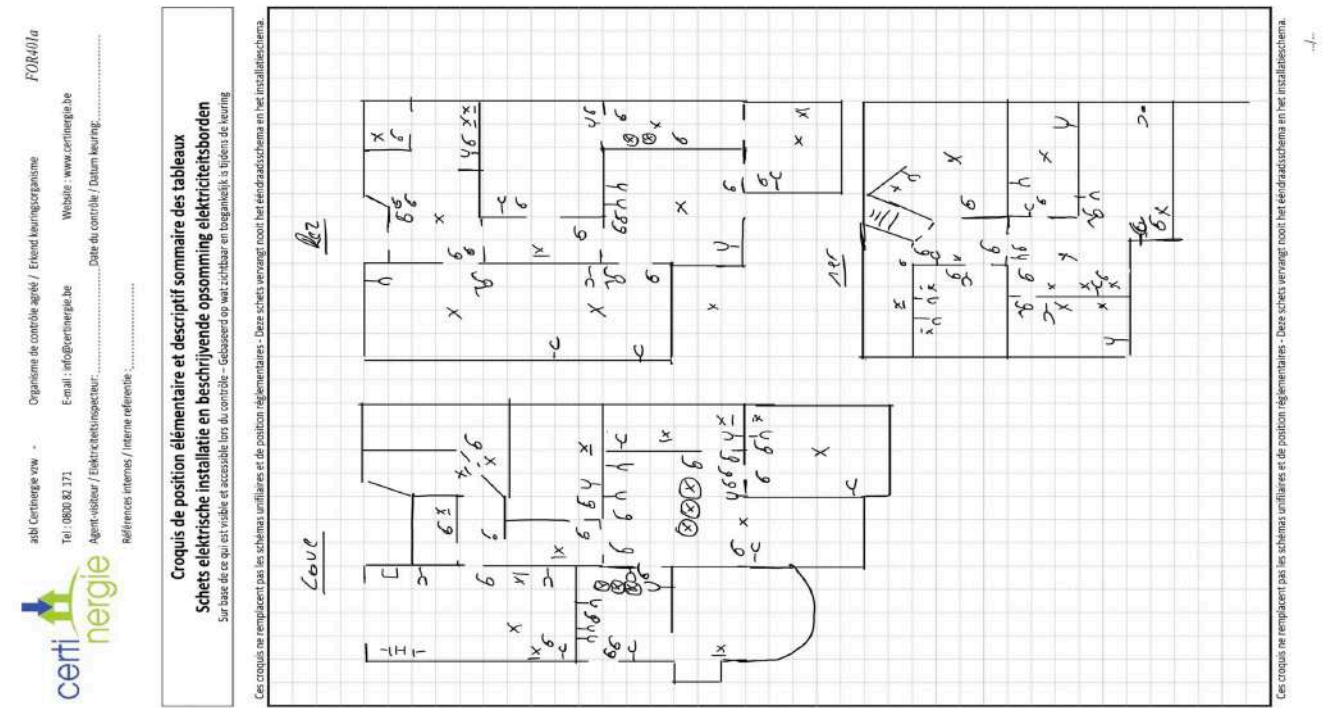 certi
nergie
asbl Certinergie vzw - Organisme de contrôle agréé / Erkend keuringsorganisme FOR401a
Tel : 0800 82 171 E-mail : info@certinergie.be Website : www.certinergie.be
Agent-visiteur / Elektriciteitsinspecteur: Date du contrôle / Datum keuring:
Références internes / Interne referentie :
Croquis de position élémentaire et descriptif sommaire des tableaux
Schets elektrische installatie en beschrijvende opsomming elektriciteitsborden
Sur base de ce qui est visible et accessible lors du contrôle – Gebaseerd op wat zichtbaar en toegankelijk is tijdens de keuring
Ces croquis ne remplacent pas les schémas unifilaires et de position réglementaires - Deze schets vervangt nooit het ééndraadsschema en het installatieschema.
Cave
Rez
1er
Ces croquis ne remplacent pas les schémas unifilaires et de position réglementaires - Deze schets vervangt nooit het ééndraadsschema en het installatieschema.
--/--